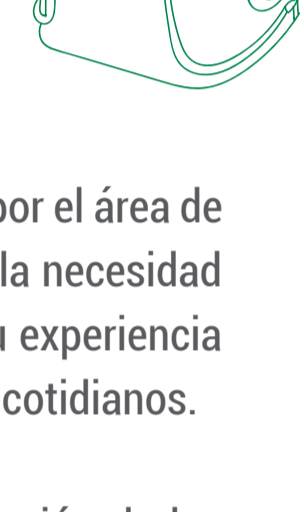 por el área de
la necesidad
experiencia
cotidianos.